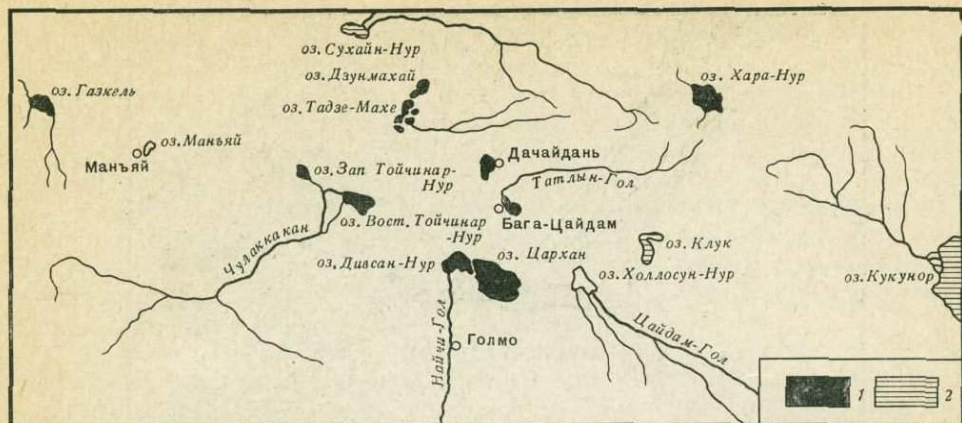 оз. Сухайн-Нур
оз. Дзунмахай
оз. Хара-Нур
оз. Газкель
оз. Тадзе-Махе
оз. Манъяй
Манъяй
Дачайдань
оз. Зап Тойчинар-
Нур
Татлын-Гол
оз. Вост. Тойчинар
-Нур
Бага-Цайдам
Чулаккакан
оз. Дивсан-Нур
оз. Цархан
оз. Клук
оз. Холлосун-Нур
оз. Кукунор
Найчи-Гол
Голмо
Цайдам-Гол
1
2